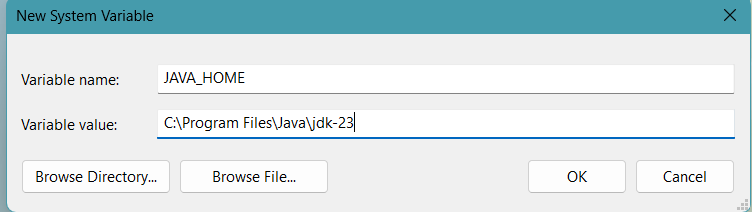 New System Variable
Variable name: JAVA_HOME
Variable value: C:\Program Files\Java\jdk-23
Browse Directory... Browse File... OK Cancel